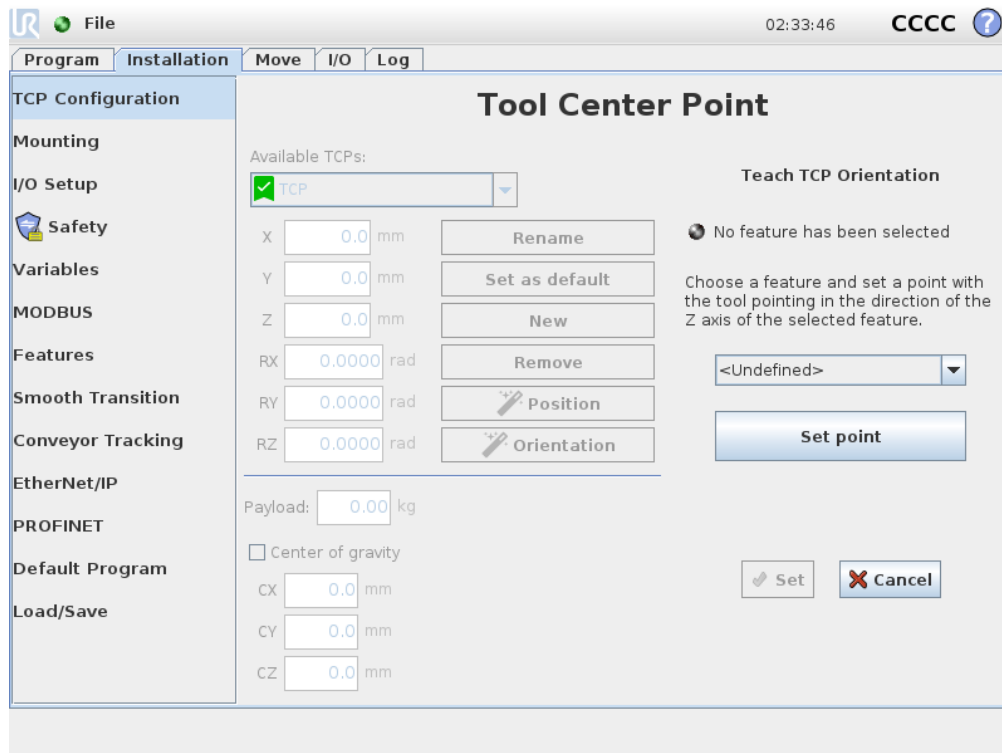 UR File 02:33:46 CCCC ?
Program Installation Move I/O Log
TCP Configuration
Mounting
I/O Setup
Safety
Variables
MODBUS
Features
Smooth Transition
Conveyor Tracking
EtherNet/IP
PROFINET
Default Program
Load/Save
Tool Center Point
Available TCPs:
TCP
X 0.0 mm Rename
Y 0.0 mm Set as default
Z 0.0 mm New
RX 0.0000 rad Remove
RY 0.0000 rad Position
RZ 0.0000 rad Orientation
Payload: 0.00 kg
Center of gravity
CX 0.0 mm
CY 0.0 mm
CZ 0.0 mm
Teach TCP Orientation
No feature has been selected
Choose a feature and set a point with
the tool pointing in the direction of the
Z axis of the selected feature.
<Undefined>
Set point
Set Cancel